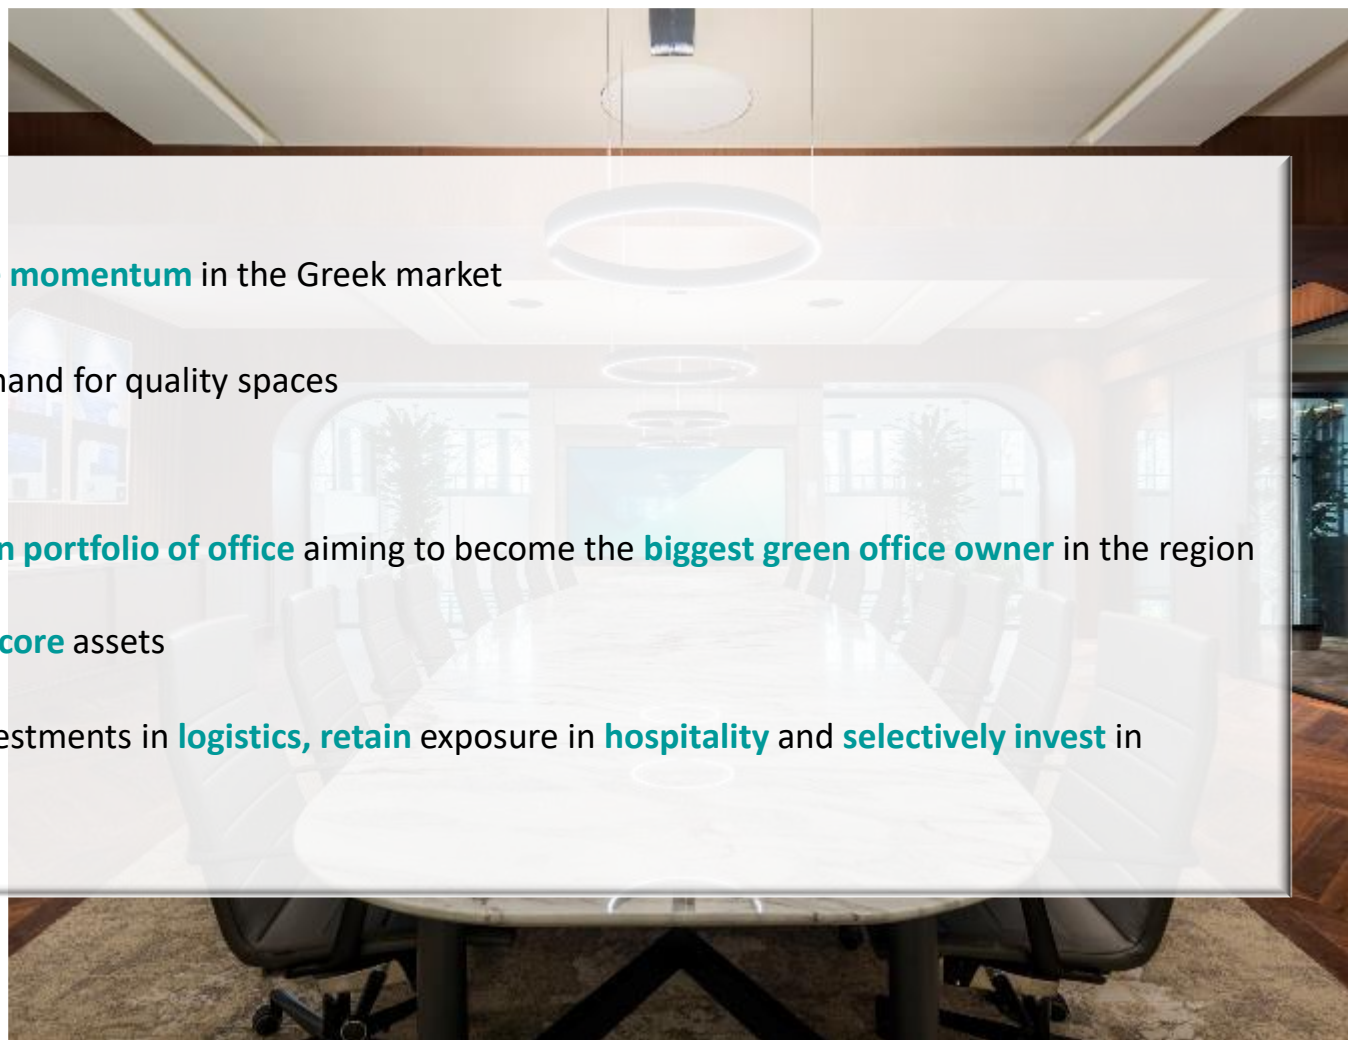 momentum in the Greek market
and for quality spaces
portfolio of office aiming to become the biggest green office owner in the region
core assets
estments in logistics, retain exposure in hospitality and selectively invest in